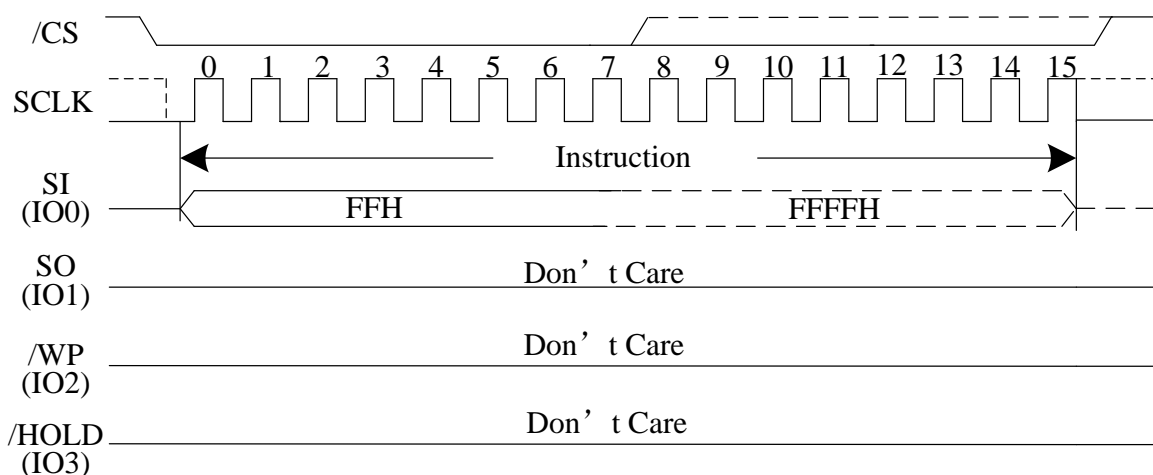 /CS
0 1 2 3 4 5 6 7 8 9 10 11 12 13 14 15
SCLK
Instruction
SI
(IO0)
FFH
FFFFH
SO
(IO1)
Don’t Care
/WP
(IO2)
Don’t Care
/HOLD
(IO3)
Don’t Care